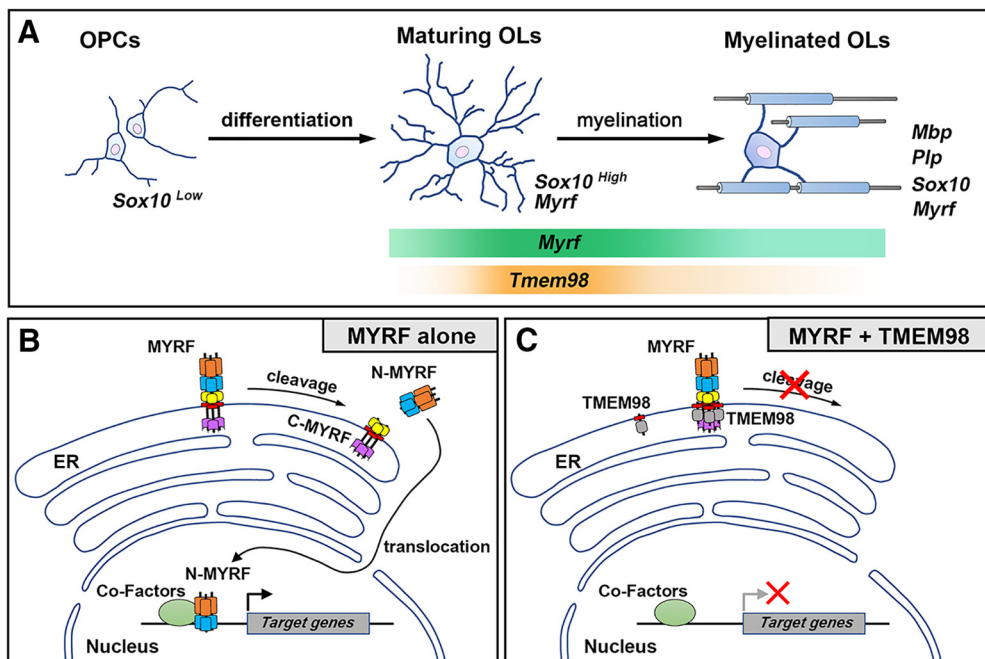 A
OPCs
Maturing OLs
Myelinated OLs
differentiation
myelination
Sox10 Low
Sox10 High
Myrf
Mbp
Plp
Sox10
Myrf
Myrf
Tmem98
B
MYRF alone
MYRF
cleavage
N-MYRF
C-MYRF
ER
translocation
N-MYRF
Co-Factors
Target genes
Nucleus
C
MYRF + TMEM98
MYRF
cleavage
TMEM98
TMEM98
ER
Co-Factors
Target genes
Nucleus